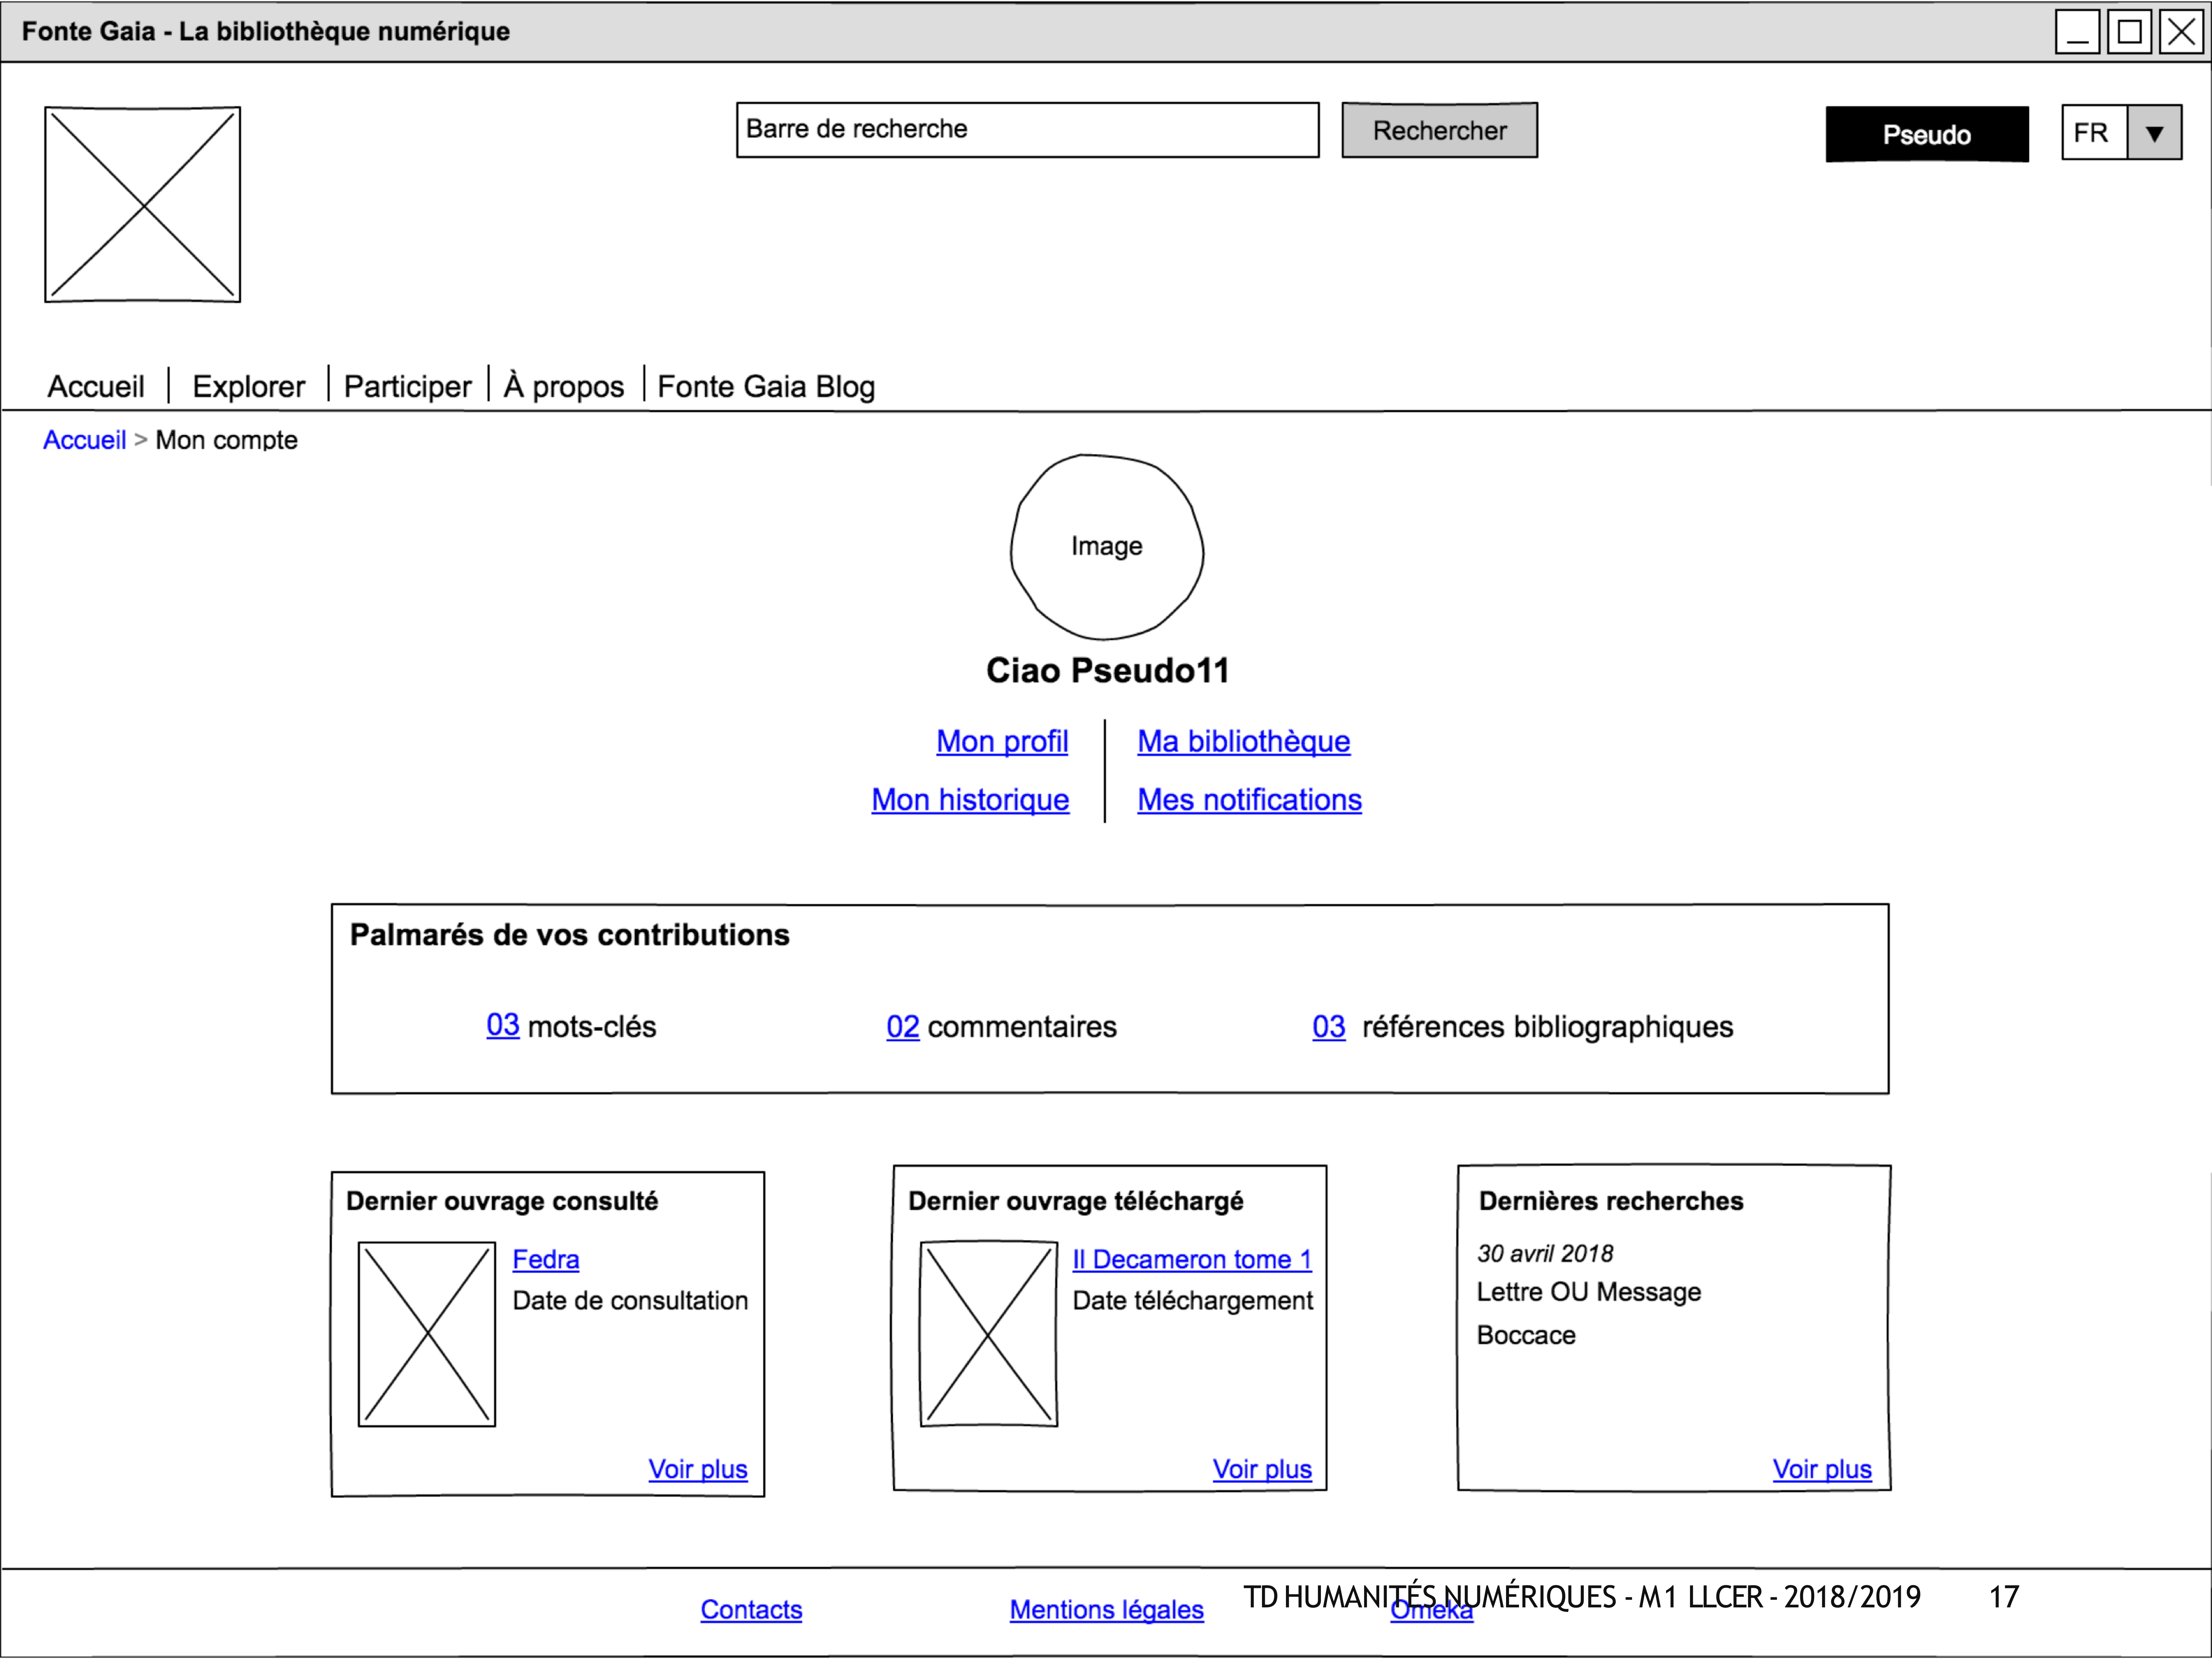 Fonte Gaia - La bibliothèque numérique
Barre de recherche
Rechercher
Pseudo
FR
Accueil
Explorer
Participer
À propos
Fonte Gaia Blog
Accueil > Mon compte
Image
Ciao Pseudo11
Mon profil
Ma bibliothèque
Mon historique
Mes notifications
Palmarés de vos contributions
03 mots-clés
02 commentaires
03 références bibliographiques
Dernier ouvrage consulté
Fedra
Date de consultation
Voir plus
Dernier ouvrage téléchargé
Il Decameron tome 1
Date téléchargement
Voir plus
Dernières recherches
30 avril 2018
Lettre OU Message
Boccace
Voir plus
Contacts
Mentions légales
Omeka
TD HUMANITÉS NUMÉRIQUES - M1 LLCER - 2018/2019
17